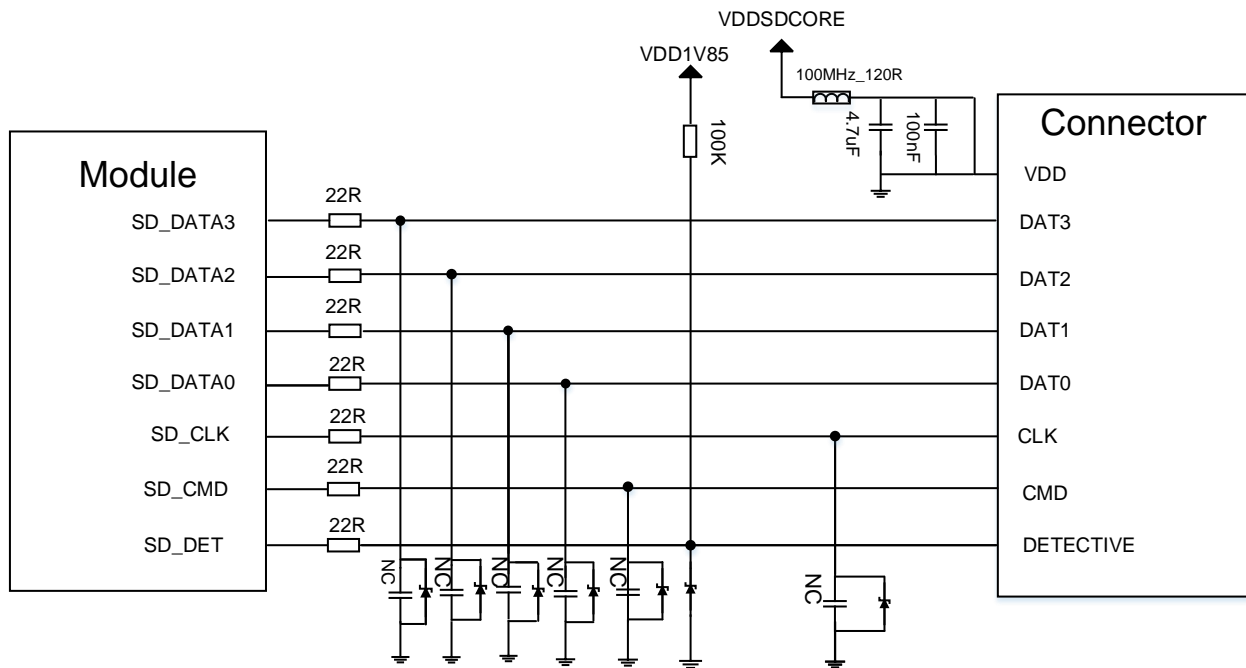 VDDSDCORE
VDD1V85
100MHz_120R
100K
4.7uF
100nF
Connector
Module
VDD
22R
SD_DATA3
DAT3
22R
SD_DATA2
DAT2
22R
SD_DATA1
DAT1
22R
SD_DATA0
DAT0
22R
SD_CLK
CLK
22R
SD_CMD
CMD
22R
SD_DET
DETECTIVE
NC
NC
NC
NC
NC
NC